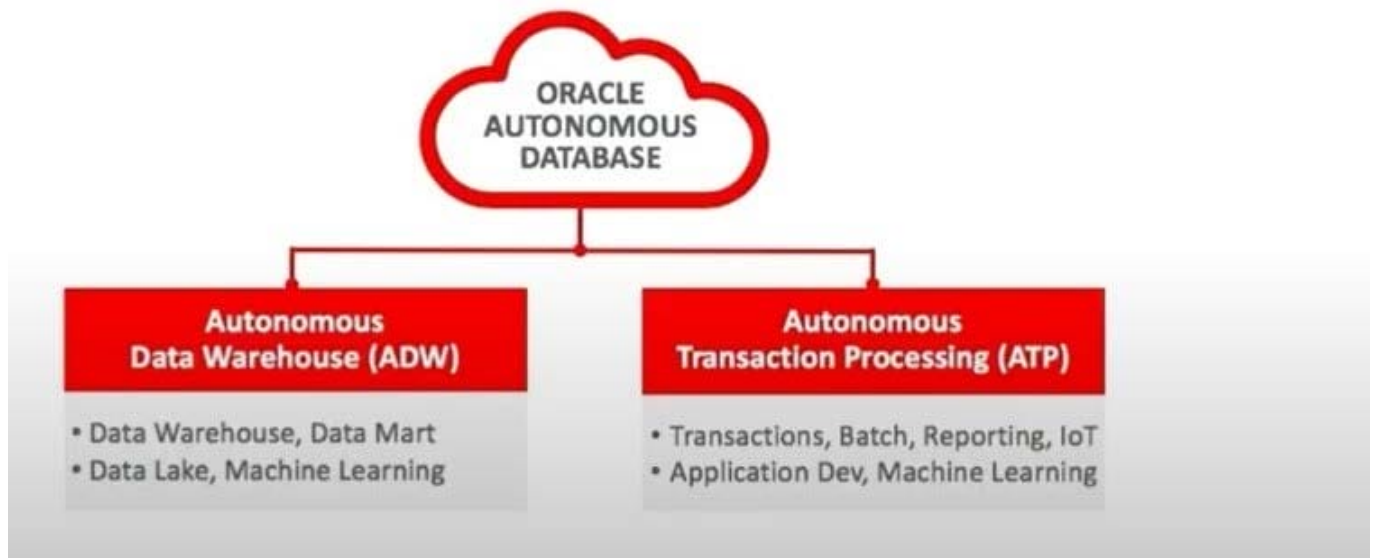 ORACLE
AUTONOMOUS
DATABASE
Autonomous
Data Warehouse (ADW)
• Data Warehouse, Data Mart
• Data Lake, Machine Learning
Autonomous
Transaction Processing (ATP)
• Transactions, Batch, Reporting, IoT
• Application Dev, Machine Learning